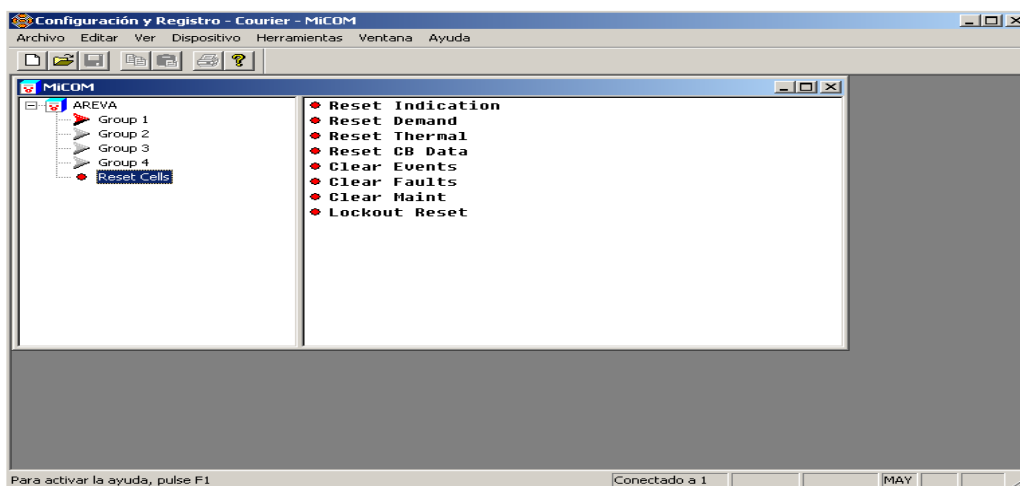 Configuración y Registro - Courier - MiCOM
Archivo Editar Ver Dispositivo Herramientas Ventana Ayuda
MiCOM
AREVA
Group 1
Group 2
Group 3
Group 4
Reset Cells
Reset Indication
Reset Demand
Reset Thermal
Reset CB Data
Clear Events
Clear Faults
Clear Maint
Lockout Reset
Para activar la ayuda, pulse F1
Conectado a 1
MAY